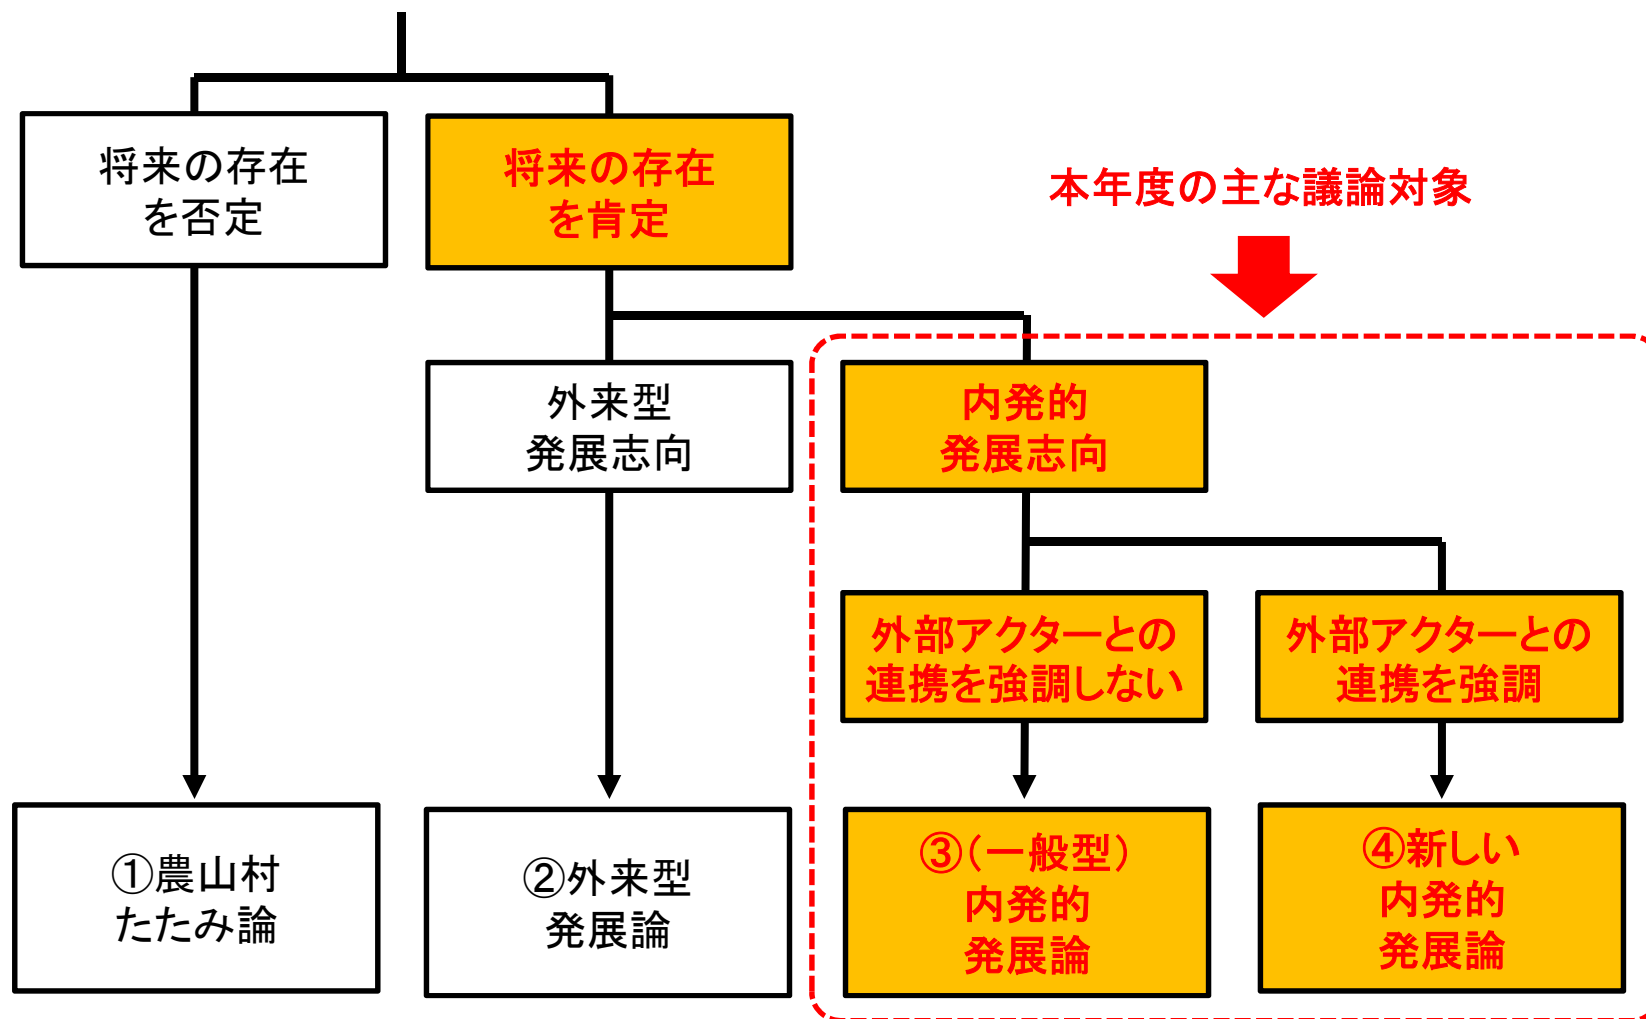 将来の存在
を否定
将来の存在
を肯定
本年度の主な議論対象
外来型
発展志向
内発的
発展志向
外部アクターとの
連携を強調しない
外部アクターとの
連携を強調
①農山村
たたみ論
②外来型
発展論
③(一般型)
内発的
発展論
④新しい
内発的
発展論